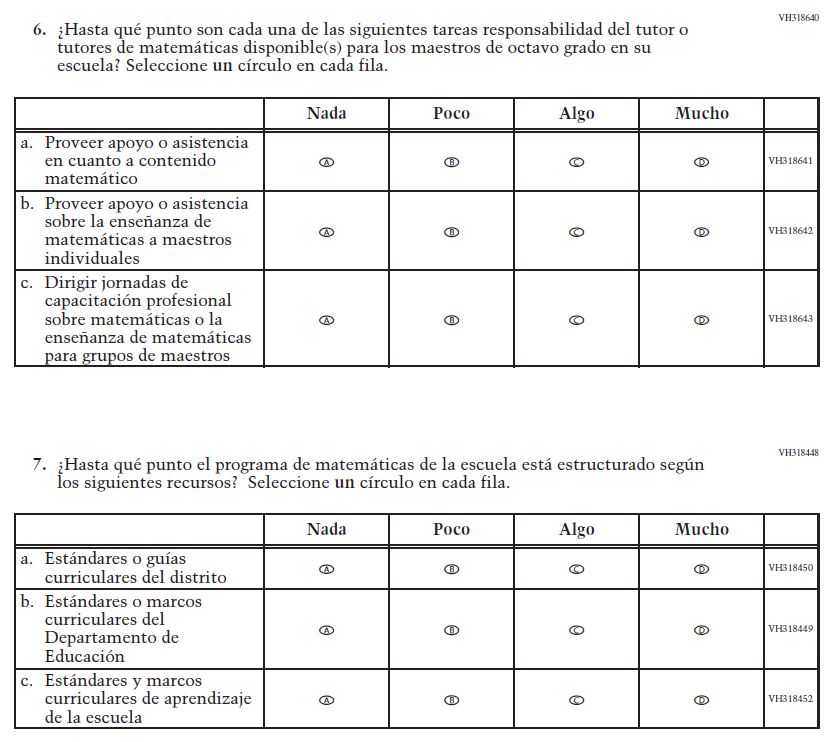 VH318640
6. ¿Hasta qué punto son cada una de las siguientes tareas responsabilidad del tutor o
tutores de matemáticas disponible(s) para los maestros de octavo grado en su
escuela? Seleccione un círculo en cada fila.
Nada Poco Algo Mucho
a. Proveer apoyo o asistencia
en cuanto a contenido
matemático
A B C D VH318641
b. Proveer apoyo o asistencia
sobre la enseñanza de
matemáticas a maestros
individuales
A B C D VH318642
c. Dirigir jornadas de
capacitación profesional
sobre matemáticas o la
enseñanza de matemáticas
para grupos de maestros
A B C D VH318643
VH318448
7. ¿Hasta qué punto el programa de matemáticas de la escuela está estructurado según
los siguientes recursos? Seleccione un círculo en cada fila.
Nada Poco Algo Mucho
a. Estándares o guías
curriculares del distrito
A B C D VH318450
b. Estándares o marcos
curriculares del
Departamento de
Educación
A B C D VH318449
c. Estándares y marcos
curriculares de aprendizaje
de la escuela
A B C D VH318452